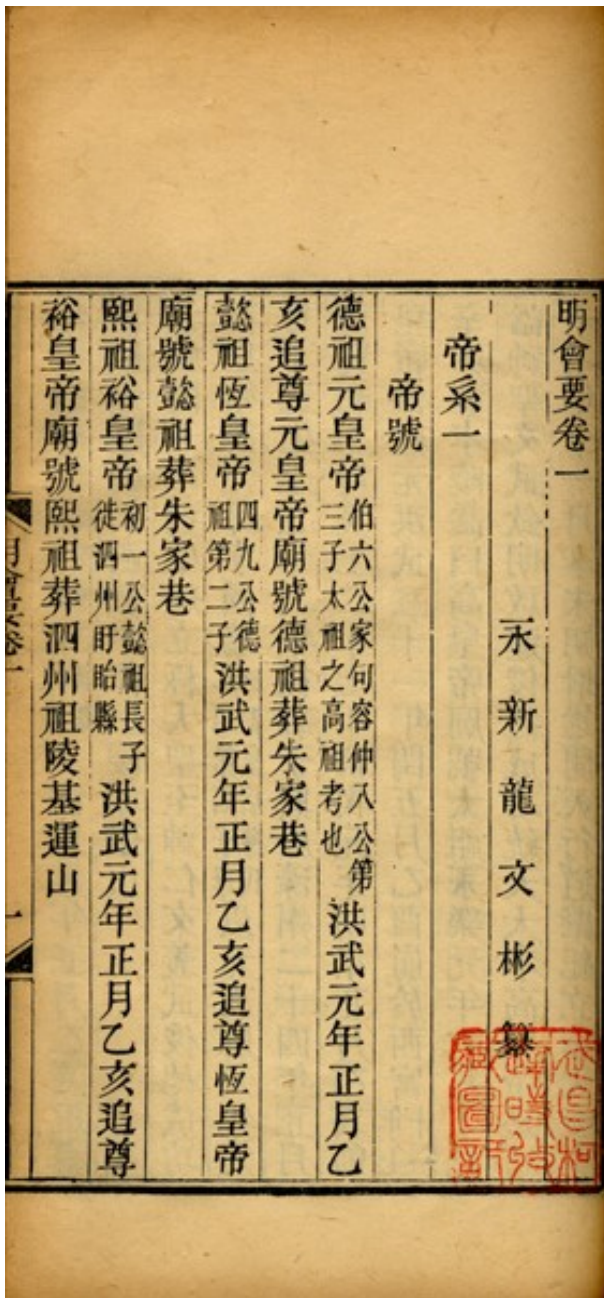 明會要卷一
永新龍文彬纂
帝系一
帝號
德祖元皇帝伯六公家句容仲八公第三子太祖之高祖考也洪武元年正月乙
亥追尊元皇帝廟號德祖葬朱家巷
懿祖恆皇帝四九公德祖第二子洪武元年正月乙亥追尊恆皇帝
廟號懿祖葬朱家巷
熙祖裕皇帝初一公懿祖長子徙泗州盱眙縣洪武元年正月乙亥追尊
裕皇帝廟號熙祖葬泗州祖陵基運山
明會要卷一
一